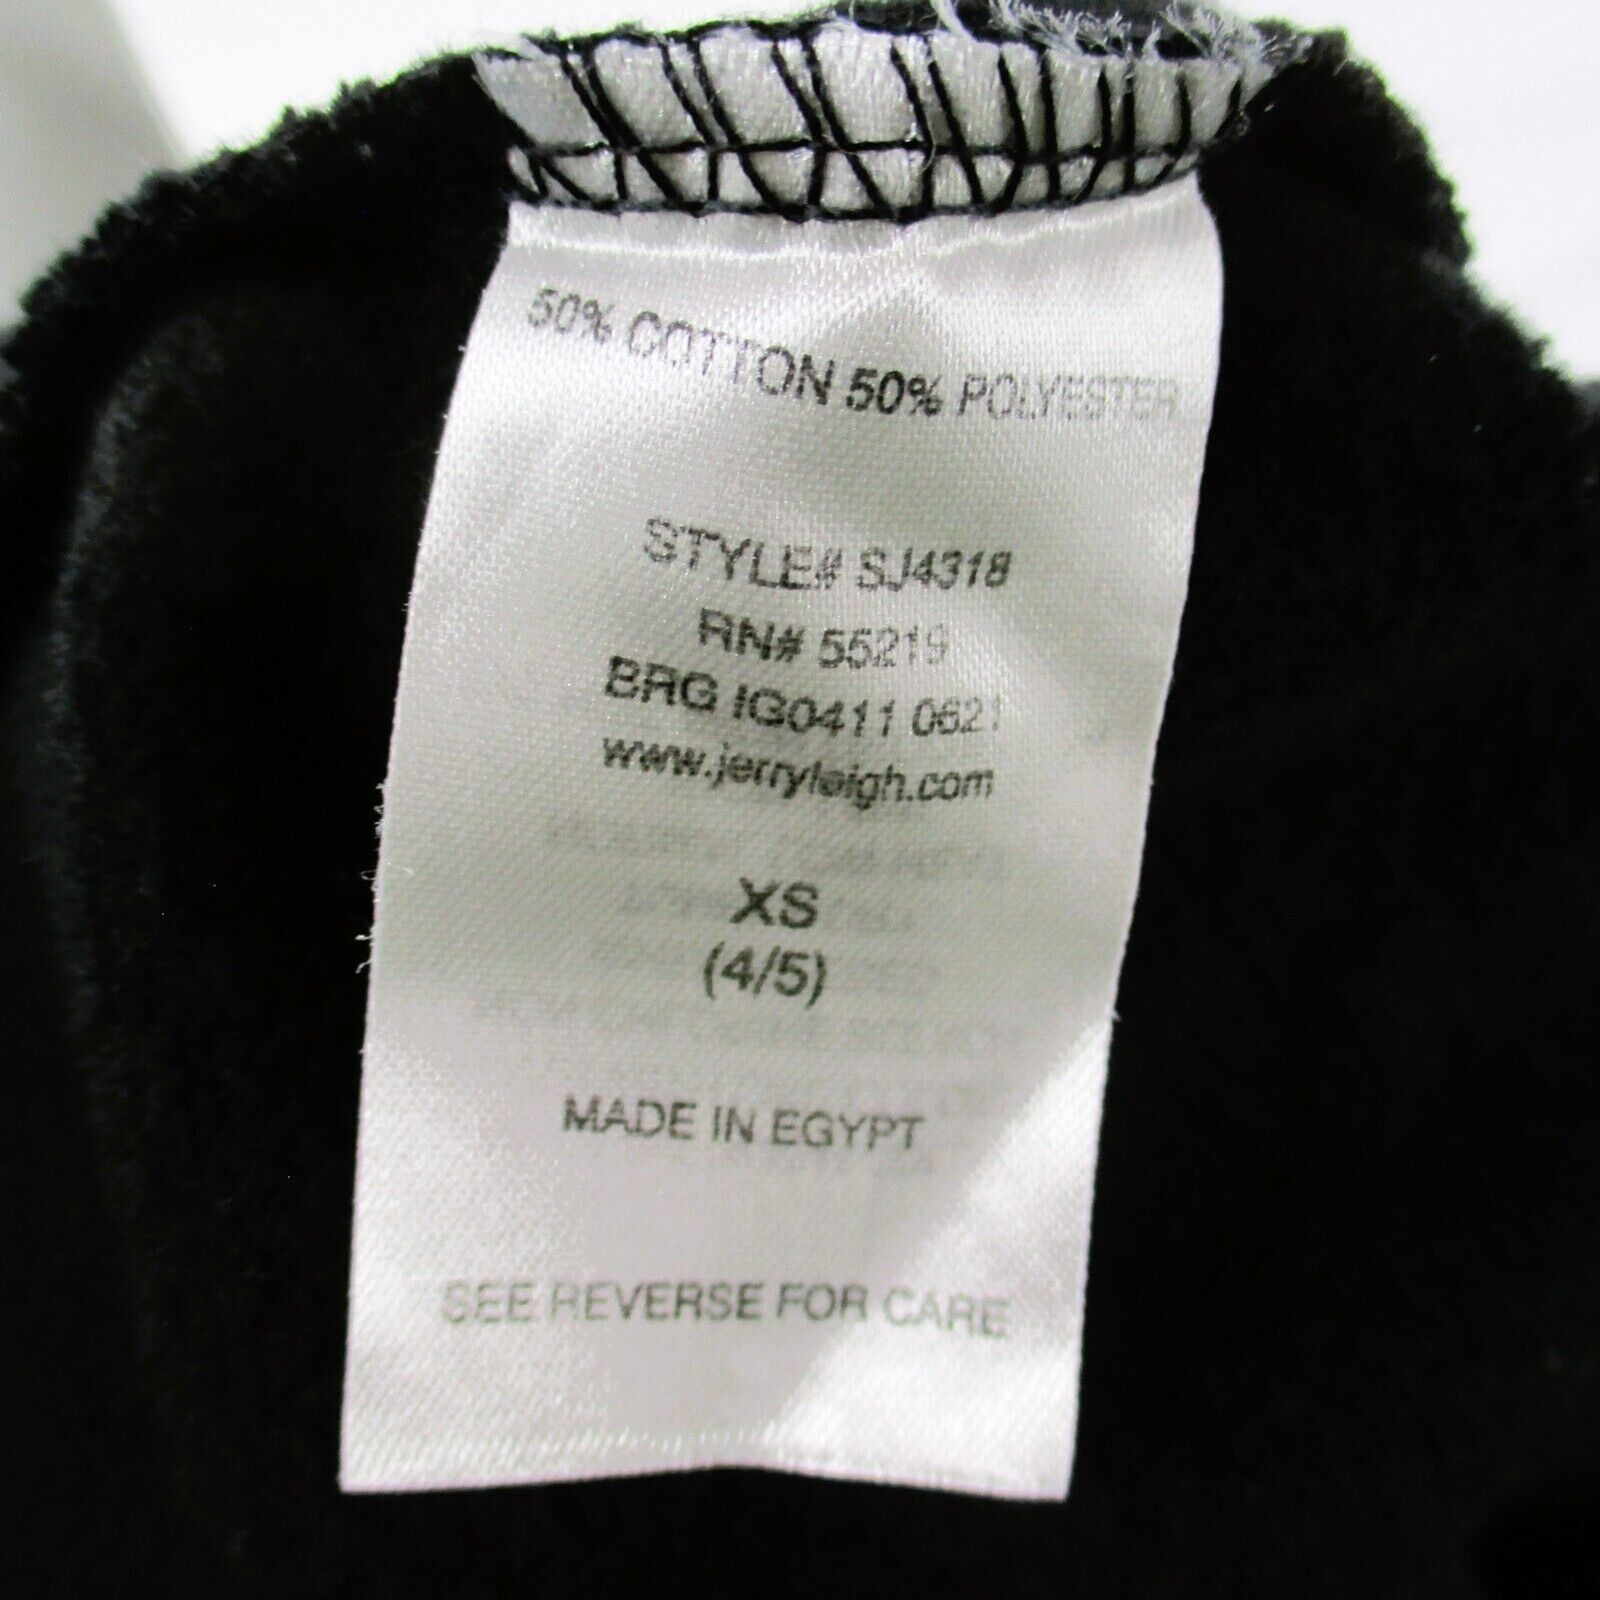 50% COTTON 50% POLYESTER
STYLE# SJ4318
RN# 55219
BRG IG0411 0621
www.jerryleigh.com
XS
(4/5)
MADE IN EGYPT
SEE REVERSE FOR CARE